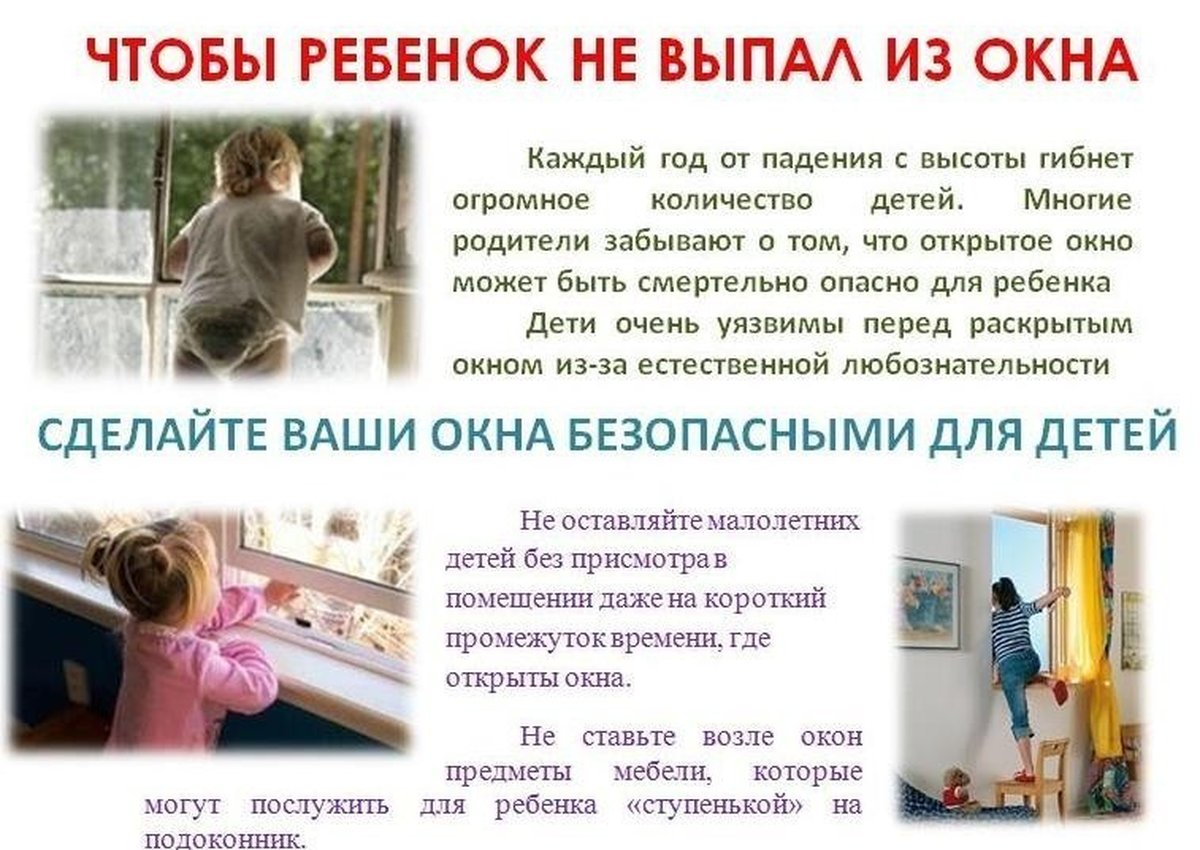 ЧТОБЫ РЕБЕНОК НЕ ВЫПАЛ ИЗ ОКНА
Каждый год от падения с высоты гибнет
огромное количество детей. Многие
родители забывают о том, что открытое окно
может быть смертельно опасно для ребенка
Дети очень уязвимы перед раскрытым
окном из-за естественной любознательности
СДЕЛАЙТЕ ВАШИ ОКНА БЕЗОПАСНЫМИ ДЛЯ ДЕТЕЙ
Не оставляйте малолетних
детей без присмотра в
помещении даже на короткий
промежуток времени, где
открыты окна.
Не ставьте возле окон
предметы мебели, которые
могут послужить для ребенка «ступенькой» на
подоконник.